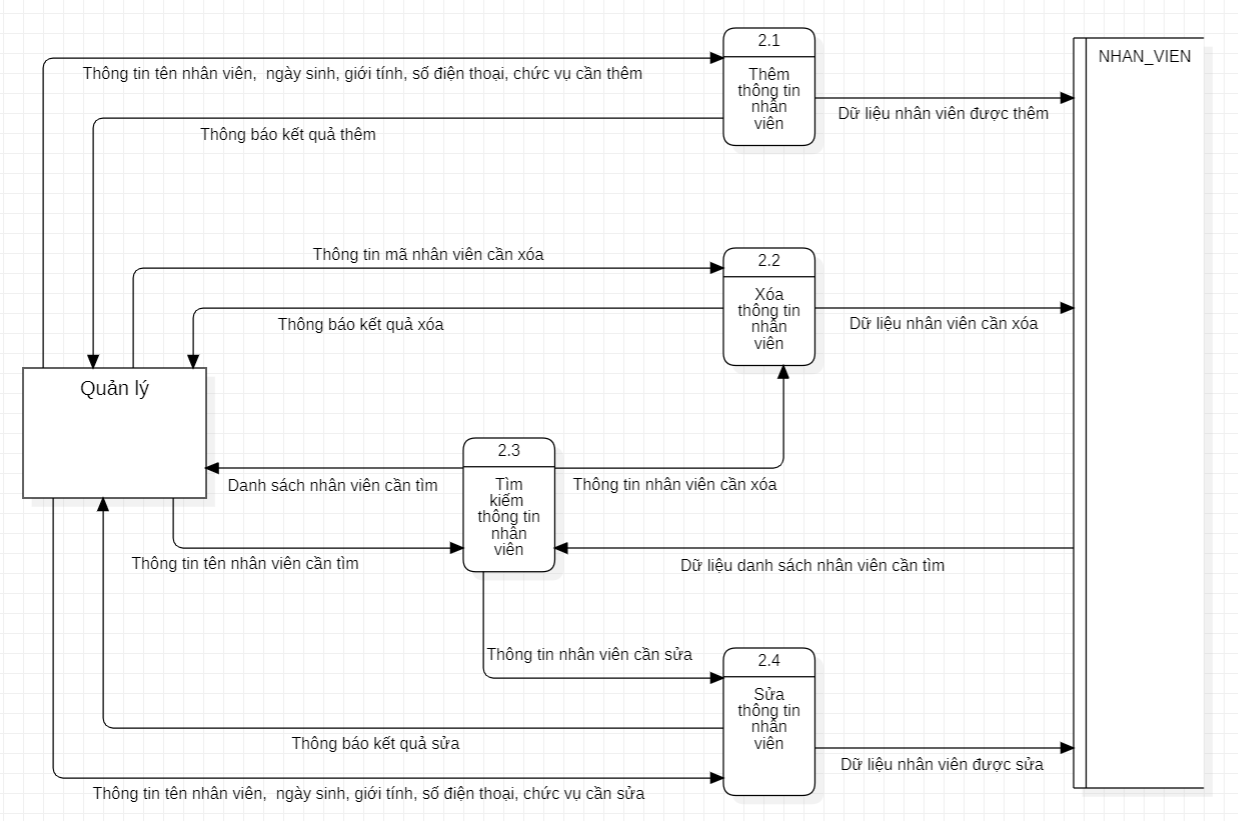 2.1
Thêm
thông tin
nhân
viên
Thông tin tên nhân viên, ngày sinh, giới tính, số điện thoại, chức vụ cần thêm
Thông báo kết quả thêm
Dữ liệu nhân viên được thêm
NHAN_VIEN
Thông tin mã nhân viên cần xóa
2.2
Xóa
thông tin
nhân
viên
Thông báo kết quả xóa
Dữ liệu nhân viên cần xóa
Quản lý
2.3
Tìm
kiếm
thông tin
nhân
viên
Danh sách nhân viên cần tìm
Thông tin nhân viên cần xóa
Thông tin tên nhân viên cần tìm
Dữ liệu danh sách nhân viên cần tìm
Thông tin nhân viên cần sửa
2.4
Sửa
thông tin
nhân
viên
Thông báo kết quả sửa
Dữ liệu nhân viên được sửa
Thông tin tên nhân viên, ngày sinh, giới tính, số điện thoại, chức vụ cần sửa